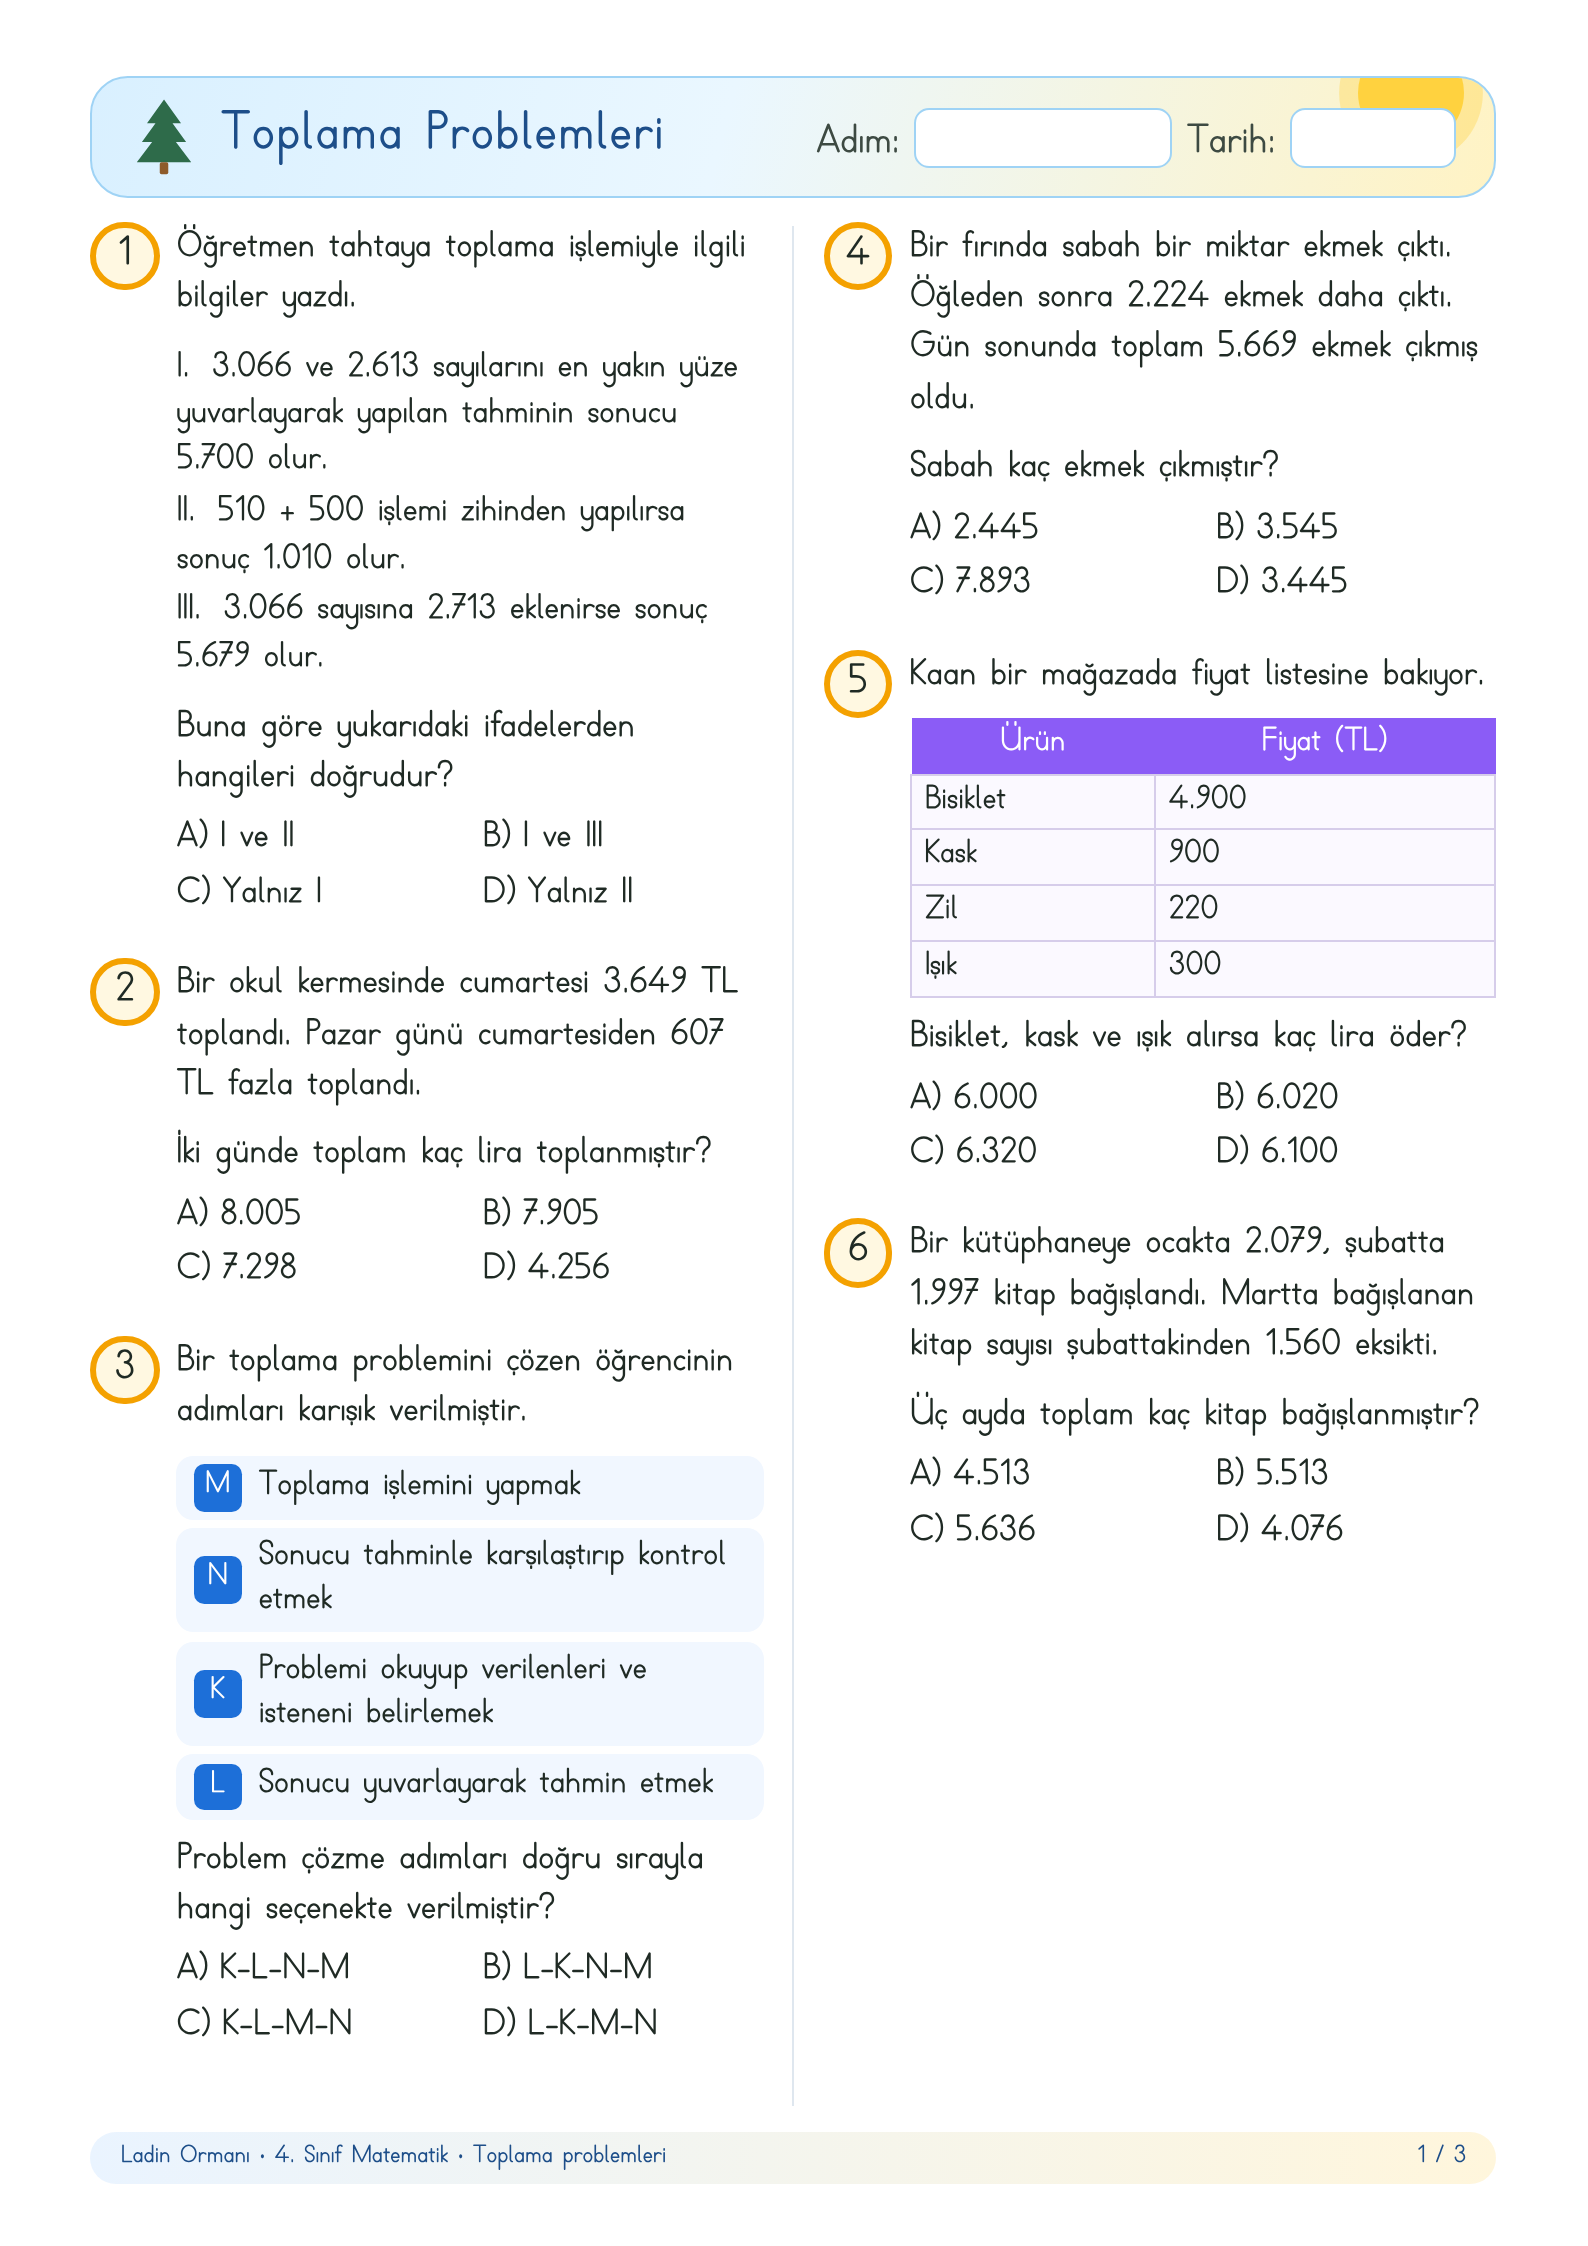 Toplama Problemleri
Adım:
Tarih:
1
Öğretmen tahtaya toplama işlemiyle ilgili
bilgiler yazdı.
I. 3.066 ve 2.613 sayılarını en yakın yüze
yuvarlayarak yapılan tahminin sonucu
5.700 olur.
II. 510 + 500 işlemi zihinden yapılırsa
sonuç 1.010 olur.
III. 3.066 sayısına 2.713 eklenirse sonuç
5.679 olur.
Buna göre yukarıdaki ifadelerden
hangileri doğrudur?
A) I ve II
B) I ve III
C) Yalnız I
D) Yalnız II
2
Bir okul kermesinde cumartesi 3.649 TL
toplandı. Pazar günü cumartesiden 607
TL fazla toplandı.
İki günde toplam kaç lira toplanmıştır?
A) 8.005
B) 7.905
C) 7.298
D) 4.256
3
Bir toplama problemini çözen öğrencinin
adımları karışık verilmiştir.
M Toplama işlemini yapmak
N Sonucu tahminle karşılaştırıp kontrol
etmek
K Problemi okuyup verilenleri ve
isteneni belirlemek
L Sonucu yuvarlayarak tahmin etmek
Problem çözme adımları doğru sırayla
hangi seçenekte verilmiştir?
A) K-L-N-M
B) L-K-N-M
C) K-L-M-N
D) L-K-M-N
4
Bir fırında sabah bir miktar ekmek çıktı.
Öğleden sonra 2.224 ekmek daha çıktı.
Gün sonunda toplam 5.669 ekmek çıkmış
oldu.
Sabah kaç ekmek çıkmıştır?
A) 2.445
B) 3.545
C) 7.893
D) 3.445
5
Kaan bir mağazada fiyat listesine bakıyor.
Ürün Fiyat (TL)
Bisiklet 4.900
Kask 900
Zil 220
Işık 300
Bisiklet, kask ve ışık alırsa kaç lira öder?
A) 6.000
B) 6.020
C) 6.320
D) 6.100
6
Bir kütüphaneye ocakta 2.079, şubatta
1.997 kitap bağışlandı. Martta bağışlanan
kitap sayısı şubattakinden 1.560 eksikti.
Üç ayda toplam kaç kitap bağışlanmıştır?
A) 4.513
B) 5.513
C) 5.636
D) 4.076
Ladin Ormanı • 4. Sınıf Matematik • Toplama problemleri
1 / 3